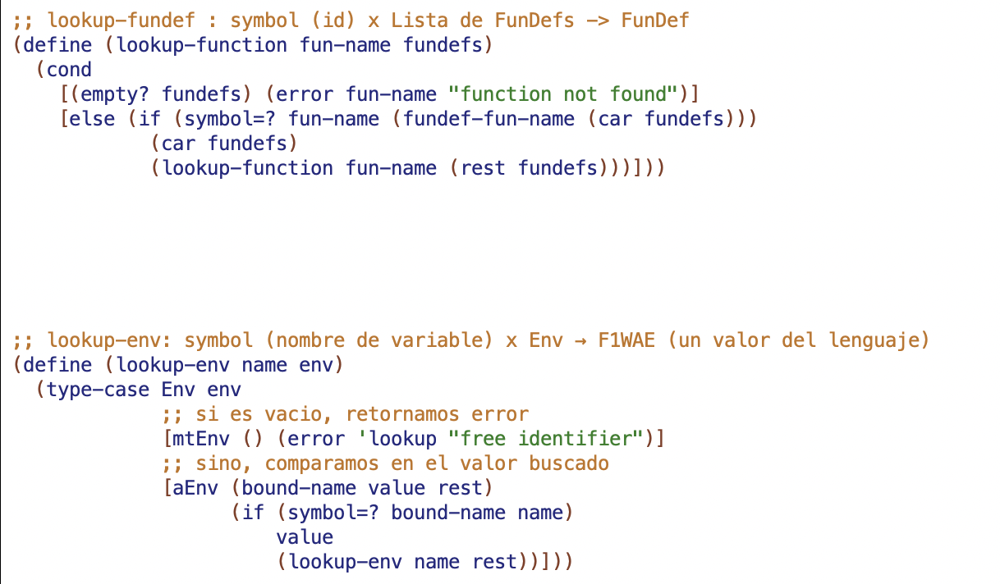 ;; lookup-fundef : symbol (id) x Lista de FunDefs -> FunDef
(define (lookup-function fun-name fundefs)
  (cond
    [(empty? fundefs) (error fun-name "function not found")]
    [else (if (symbol=? fun-name (fundef-fun-name (car fundefs)))
            (car fundefs)
            (lookup-function fun-name (rest fundefs)))]))
;; lookup-env: symbol (nombre de variable) x Env → F1WAE (un valor del lenguaje)
(define (lookup-env name env)
  (type-case Env env
             ;; si es vacio, retornamos error
             [mtEnv () (error 'lookup "free identifier")]
             ;; sino, comparamos en el valor buscado
             [aEnv (bound-name value rest)
                   (if (symbol=? bound-name name)
                       value
                       (lookup-env name rest))]))